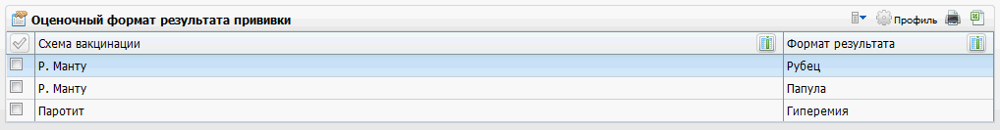 Оценочный формат результата прививки Профиль
Схема вакцинации Формат результата
Р. Манту Рубец
Р. Манту Папула
Паротит Гиперемия